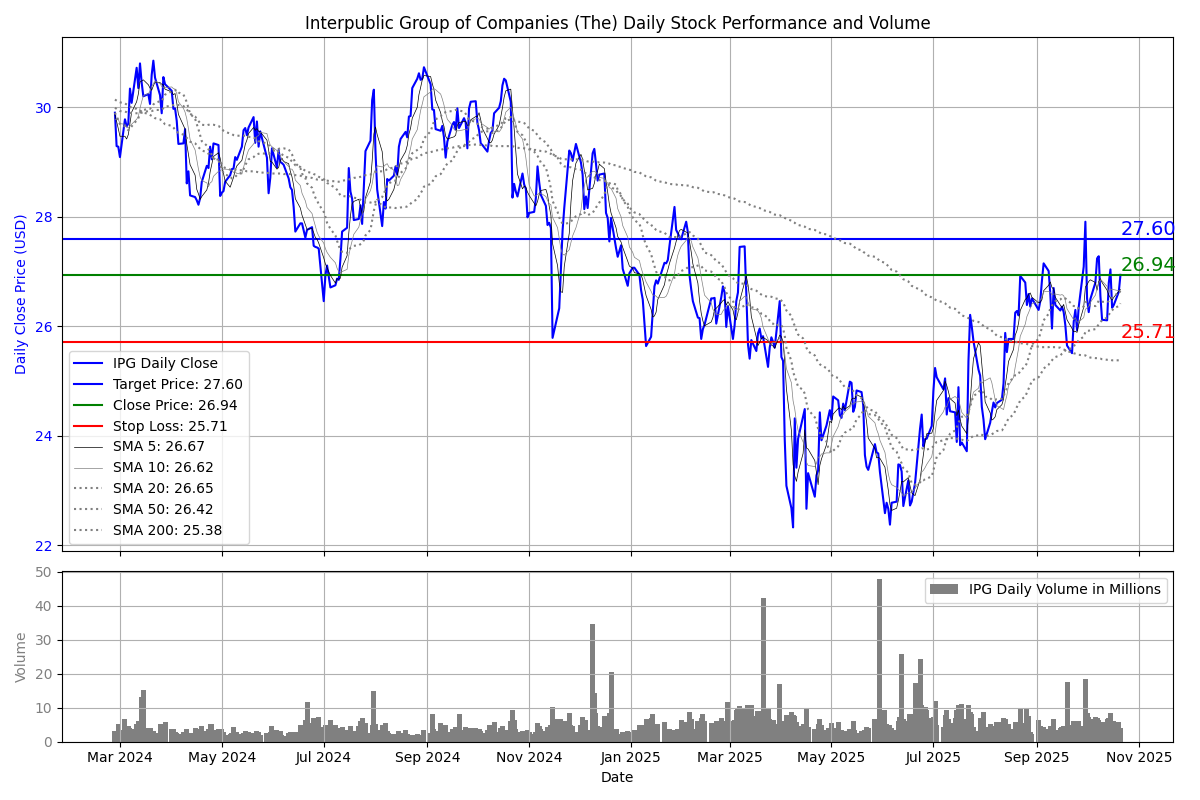 Interpublic Group of Companies (The) Daily Stock Performance and Volume
Daily Close Price (USD)
30
28
26
24
22
27.60
26.94
25.71
IPG Daily Close
Target Price: 27.60
Close Price: 26.94
Stop Loss: 25.71
SMA 5: 26.67
SMA 10: 26.62
SMA 20: 26.65
SMA 50: 26.42
SMA 200: 25.38
Volume
50
40
30
20
10
0
IPG Daily Volume in Millions
Mar 2024 May 2024 Jul 2024 Sep 2024 Nov 2024 Jan 2025 Mar 2025 May 2025 Jul 2025 Sep 2025 Nov 2025
Date